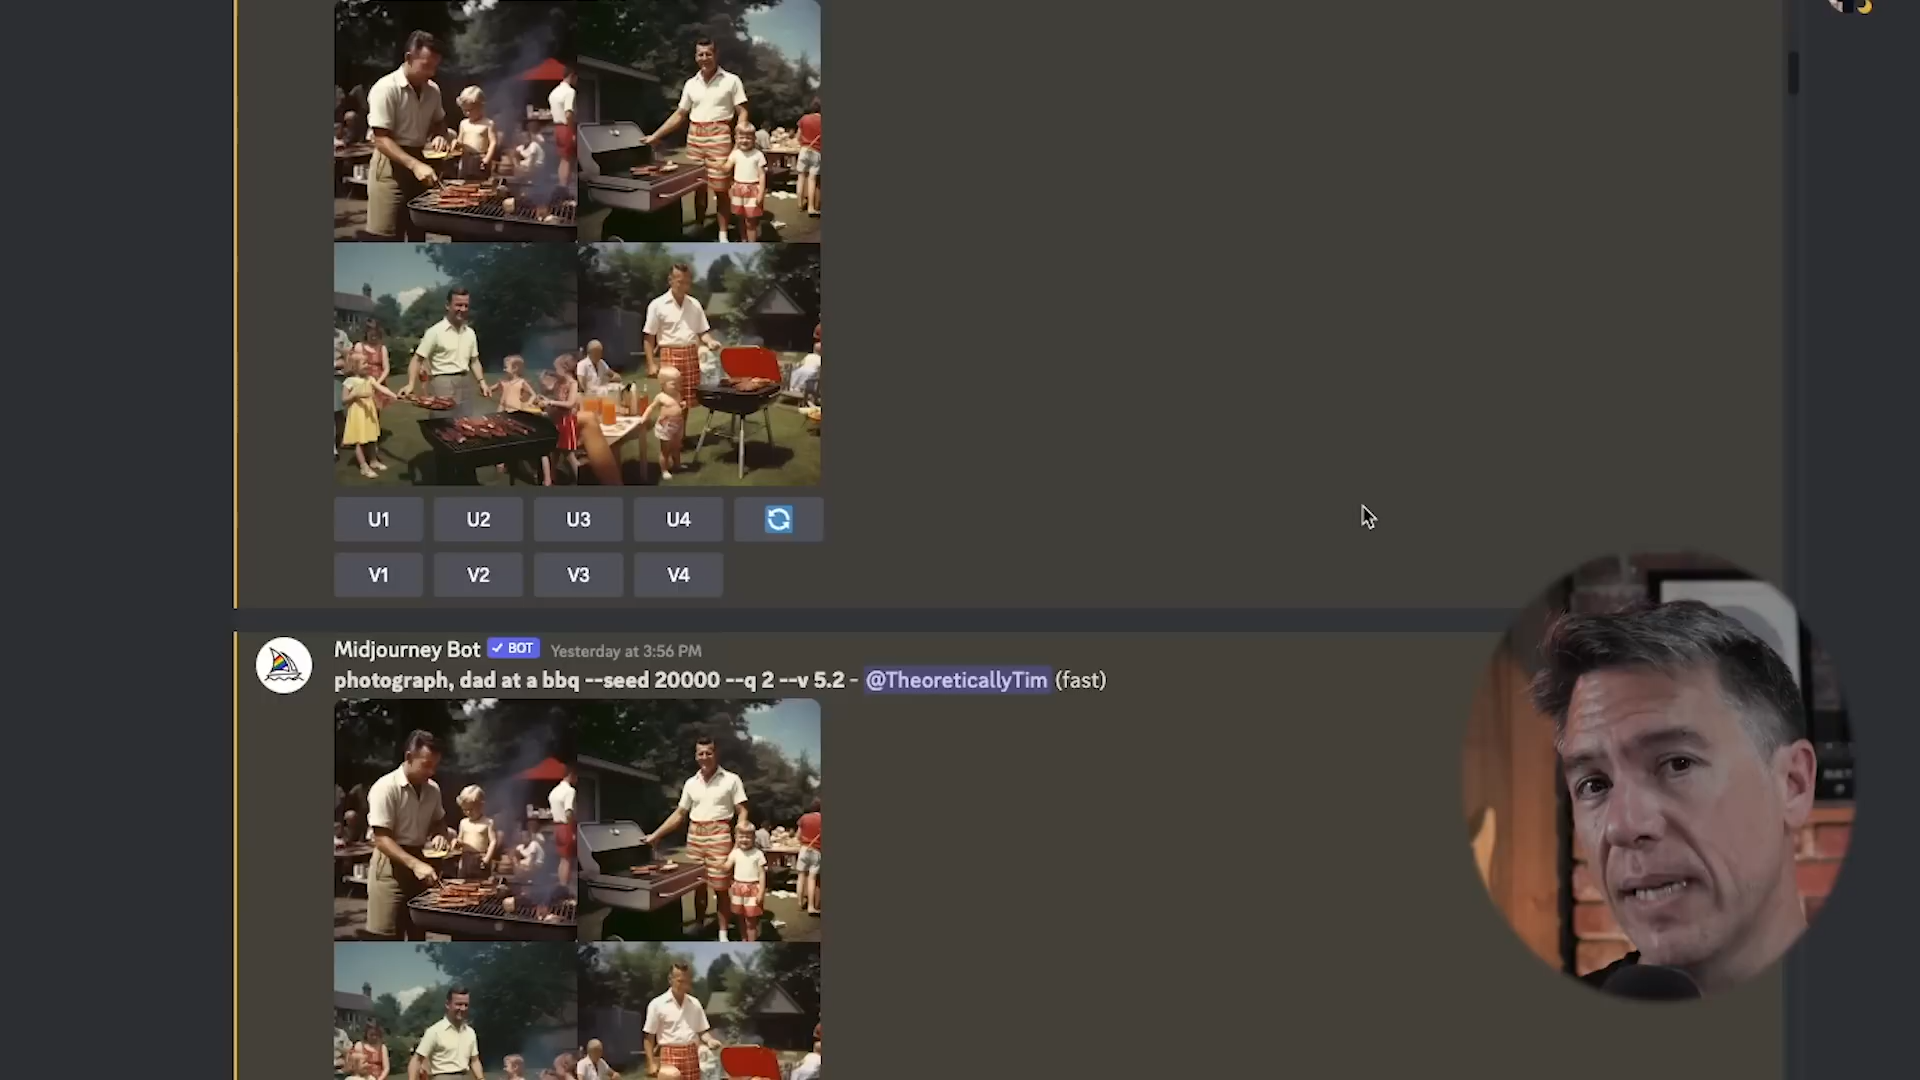 U1 U2 U3 U4
V1 V2 V3 V4
Midjourney Bot ✓ BOT Yesterday at 3:56 PM
photograph, dad at a bbq --seed 20000 --q 2 --v 5.2 - @TheoreticallyTim (fast)